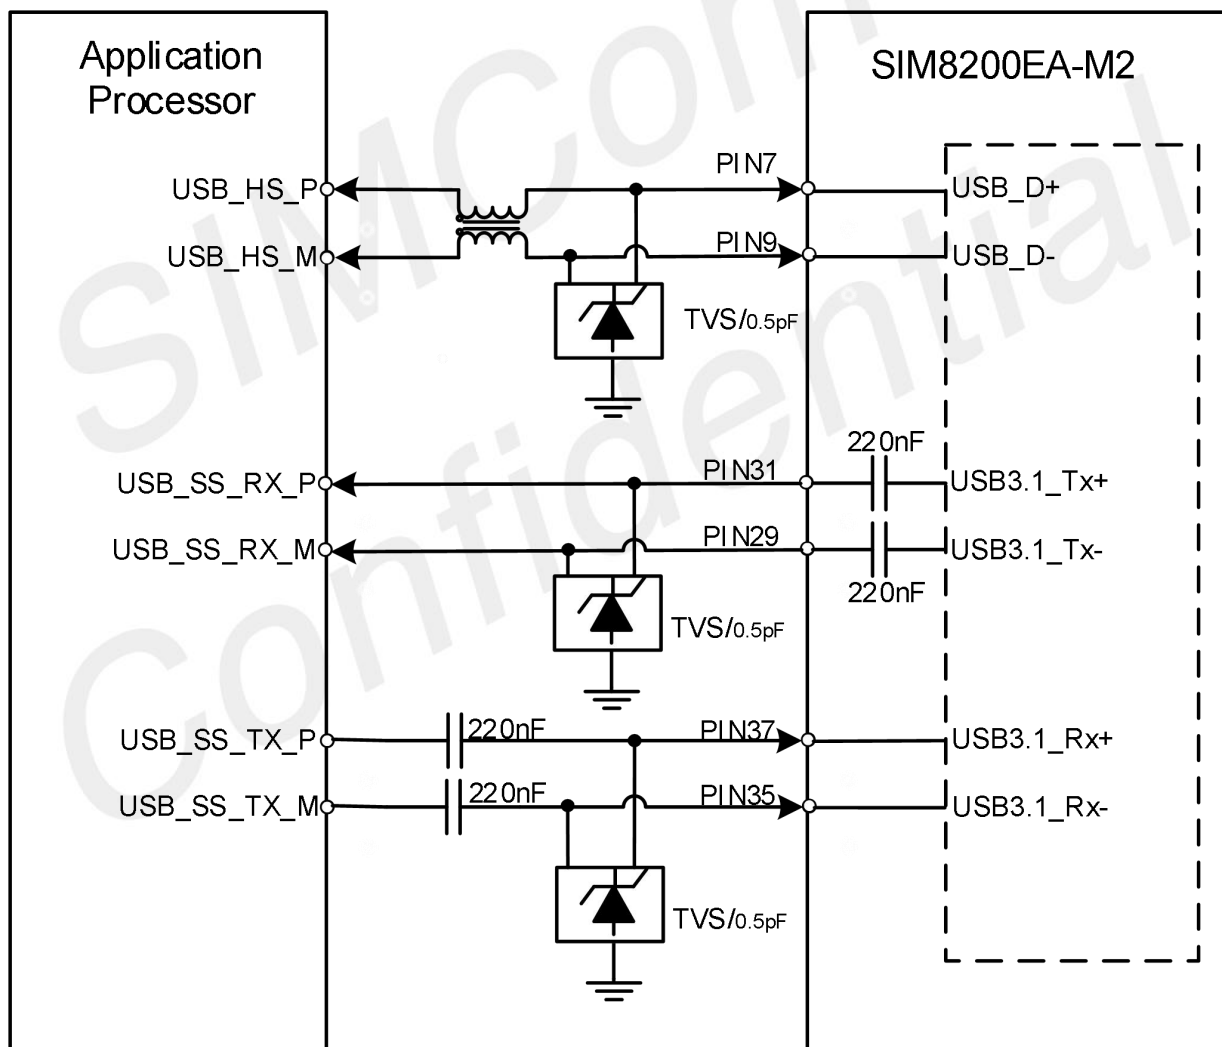 SIMCom
Confidential
Application
Processor
SIM8200EA-M2
USB_HS_P
PIN7
USB_D+
USB_HS_M
PIN9
USB_D-
TVS/0.5pF
220nF
USB_SS_RX_P
PIN31
USB3.1_Tx+
USB_SS_RX_M
PIN29
USB3.1_Tx-
220nF
TVS/0.5pF
USB_SS_TX_P
220nF
PIN37
USB3.1_Rx+
USB_SS_TX_M
220nF
PIN35
USB3.1_Rx-
TVS/0.5pF